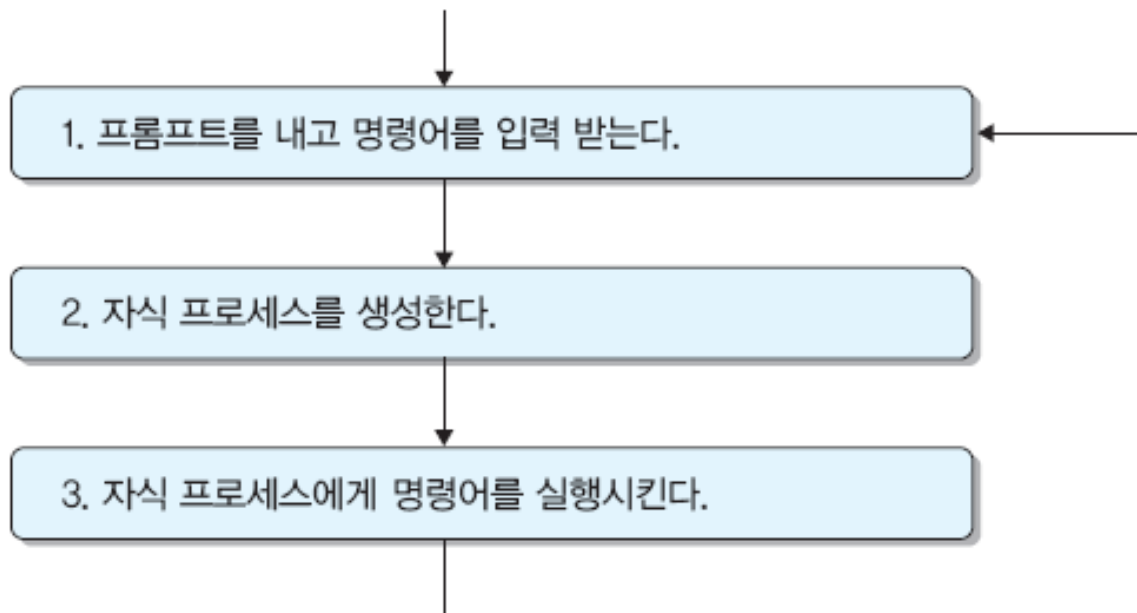 1. 프롬프트를 내고 명령어를 입력 받는다.
2. 자식 프로세스를 생성한다.
3. 자식 프로세스에게 명령어를 실행시킨다.